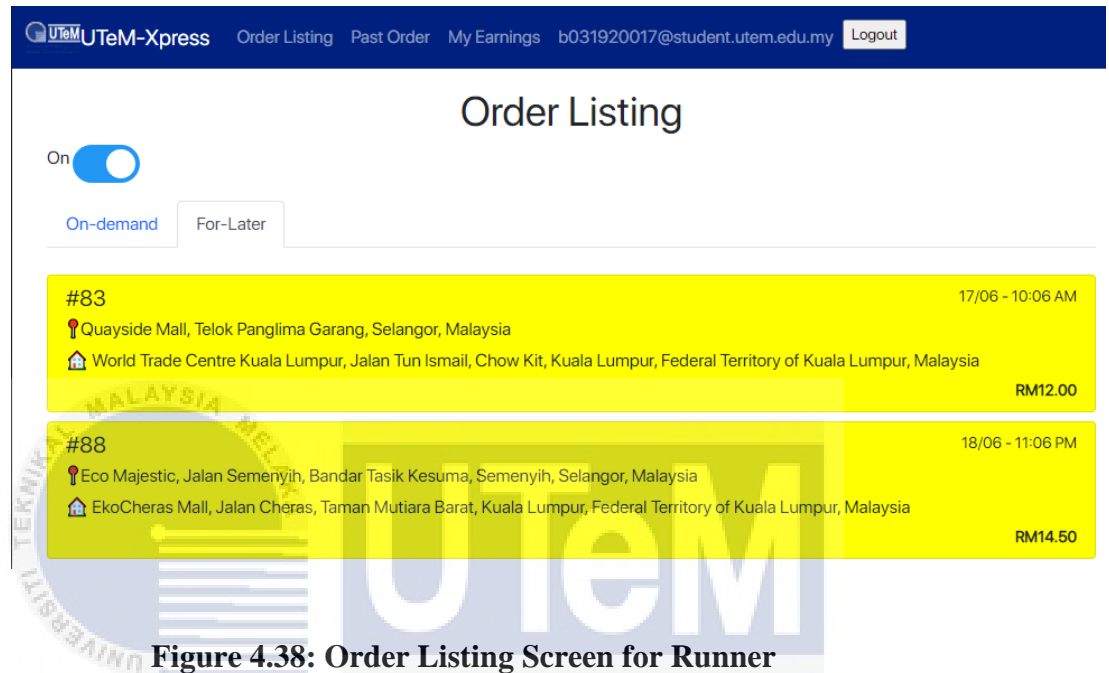 UTeM UTeM-Xpress Order Listing Past Order My Earnings b031920017@student.utem.edu.my Logout
Order Listing
On
On-demand For-Later
#83 17/06 - 10:06 AM
Quayside Mall, Telok Panglima Garang, Selangor, Malaysia
World Trade Centre Kuala Lumpur, Jalan Tun Ismail, Chow Kit, Kuala Lumpur, Federal Territory of Kuala Lumpur, Malaysia
RM12.00
#88 18/06 - 11:06 PM
Eco Majestic, Jalan Semenyih, Bandar Tasik Kesuma, Semenyih, Selangor, Malaysia
EkoCheras Mall, Jalan Cheras, Taman Mutiara Barat, Kuala Lumpur, Federal Territory of Kuala Lumpur, Malaysia
RM14.50
UNIVERSITI TEKNIKAL MALAYSIA MELAK
UTeM
Figure 4.38: Order Listing Screen for Runner